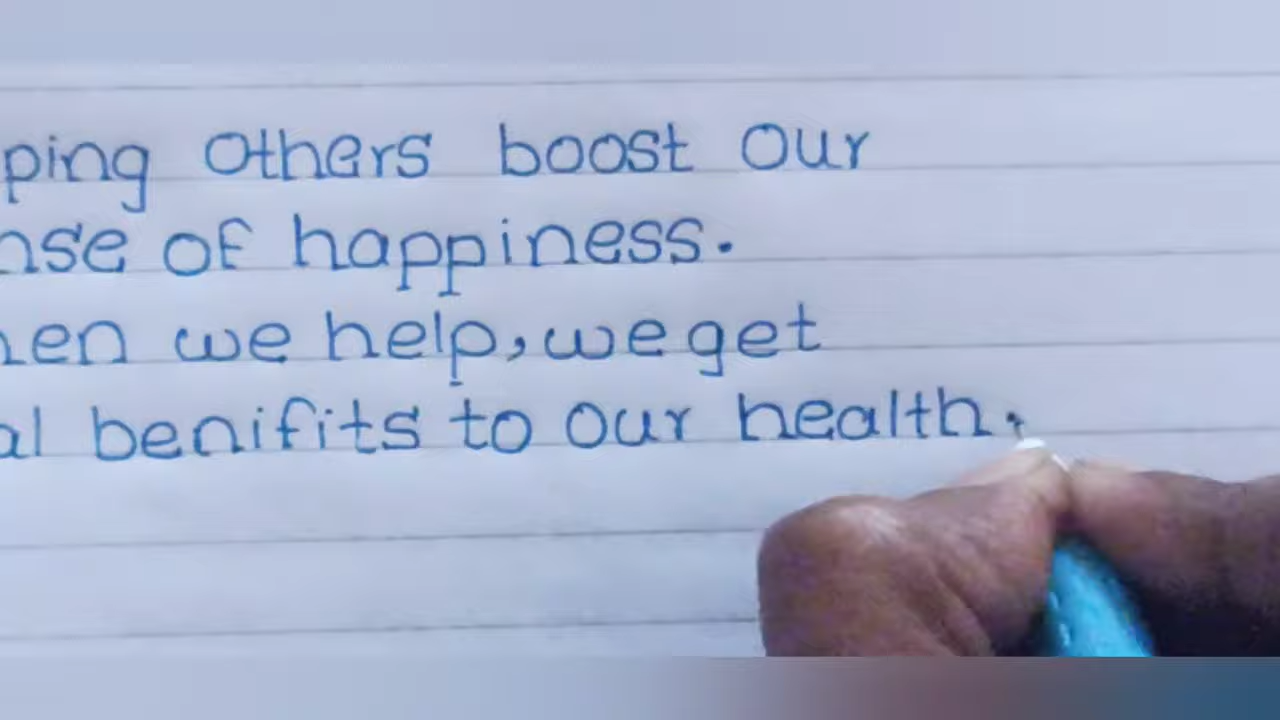 ping others boost our
nse of happiness.
hen we help, we get
al benifits to our health.